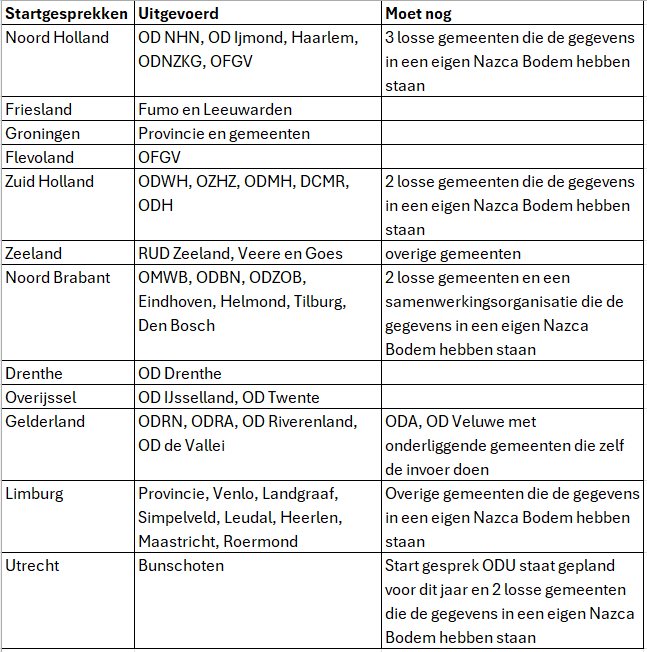 Startgesprekken Uitgevoerd Moet nog
Noord Holland OD NHN, OD Ijmond, Haarlem, 3 losse gemeenten die de gegevens
ODNZKG, OFGV in een eigen Nazca Bodem hebben
staan
Friesland Fumo en Leeuwarden
Groningen Provincie en gemeenten
Flevoland OFGV
Zuid Holland ODWH, OZHZ, ODMH, DCMR, 2 losse gemeenten die de gegevens
ODH in een eigen Nazca Bodem hebben
staan
Zeeland RUD Zeeland, Veere en Goes overige gemeenten
Noord Brabant OMWB, ODBN, ODZOB, 2 losse gemeenten en een
Eindhoven, Helmond, Tilburg, samenwerkingsorganisatie die de
Den Bosch gegevens in een eigen Nazca
Bodem hebben staan
Drenthe OD Drenthe
Overijssel OD IJsselland, OD Twente
Gelderland ODRN, ODRA, OD Riverenland, ODA, OD Veluwe met
OD de Vallei onderliggende gemeenten die zelf
de invoer doen
Limburg Provincie, Venlo, Landgraaf, Overige gemeenten die de gegevens
Simpelveld, Leudal, Heerlen, in een eigen Nazca Bodem hebben
Maastricht, Roermond staan
Utrecht Bunschoten Start gesprek ODU staat gepland
voor dit jaar en 2 losse gemeenten
die de gegevens in een eigen Nazca
Bodem hebben staan